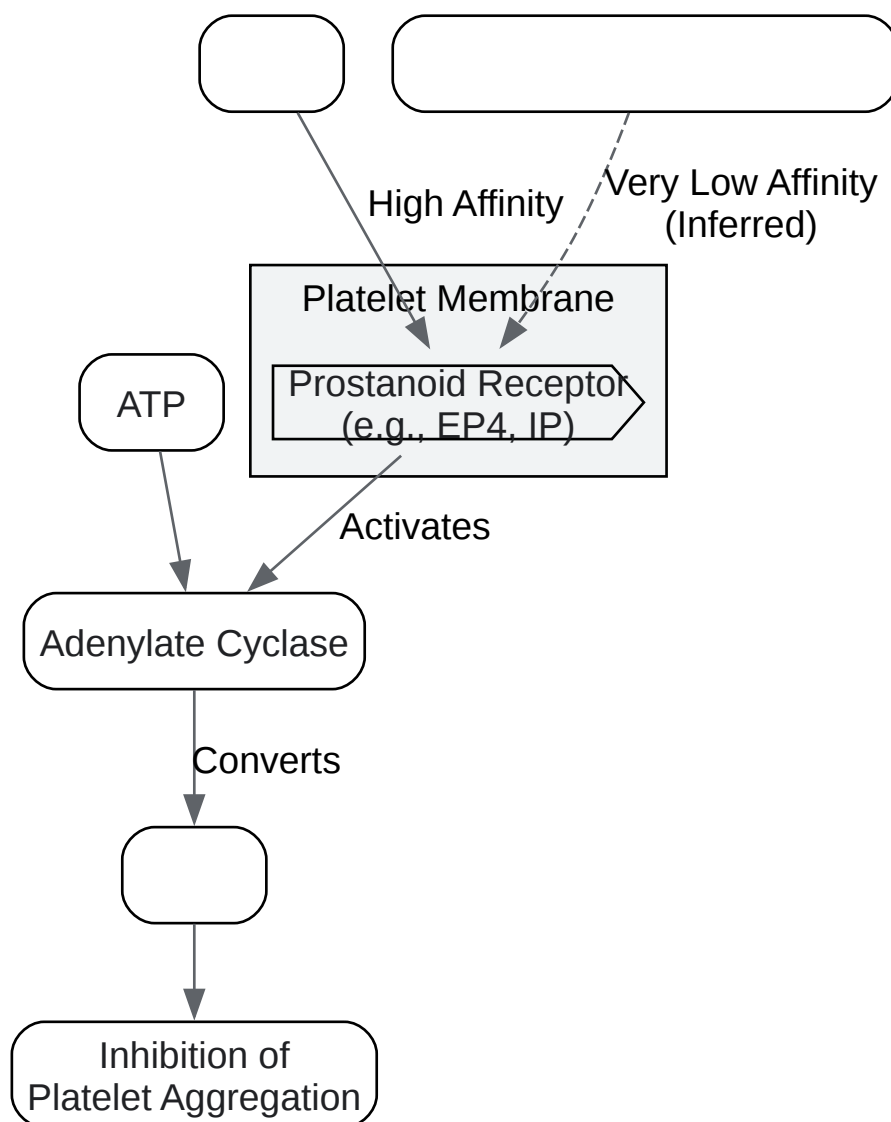 High Affinity
Very Low Affinity
(Inferred)
Platelet Membrane
Prostanoid Receptor
(e.g., EP4, IP)
ATP
Activates
Adenylate Cyclase
Converts
Inhibition of
Platelet Aggregation